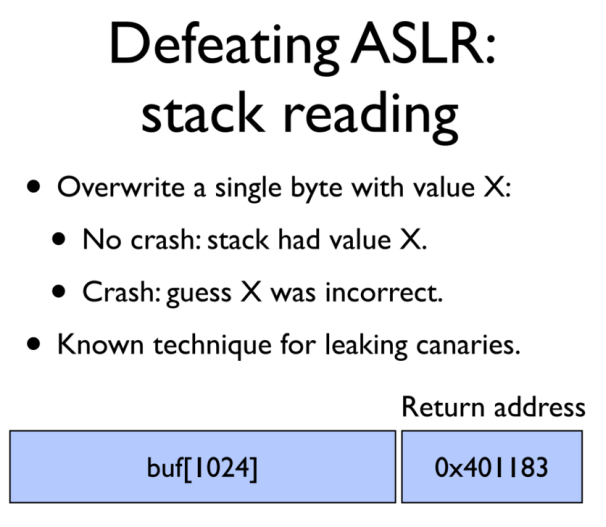 Defeating ASLR:
stack reading
• Overwrite a single byte with value X:
• No crash: stack had value X.
• Crash: guess X was incorrect.
• Known technique for leaking canaries.
Return address
buf[1024]
0x401183